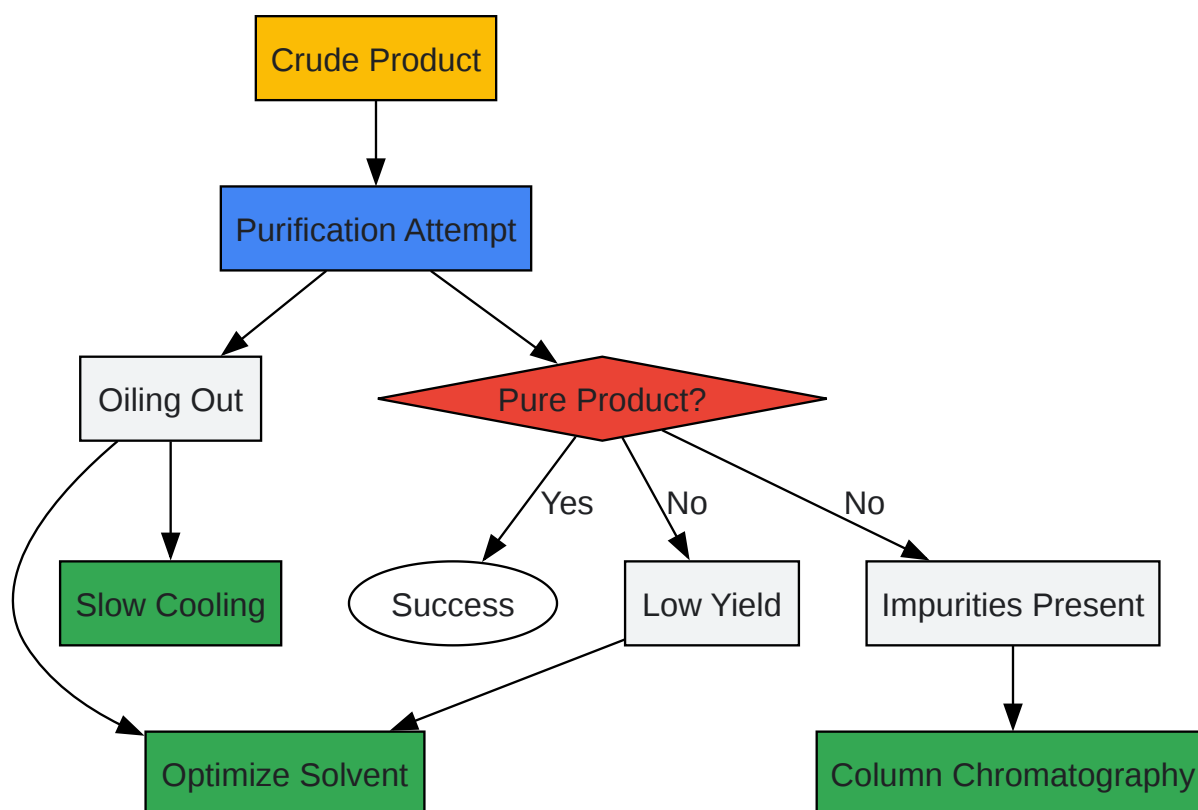 Crude Product
Purification Attempt
Oiling Out
Pure Product?
Yes
No
No
Slow Cooling
Success
Low Yield
Impurities Present
Optimize Solvent
Column Chromatography